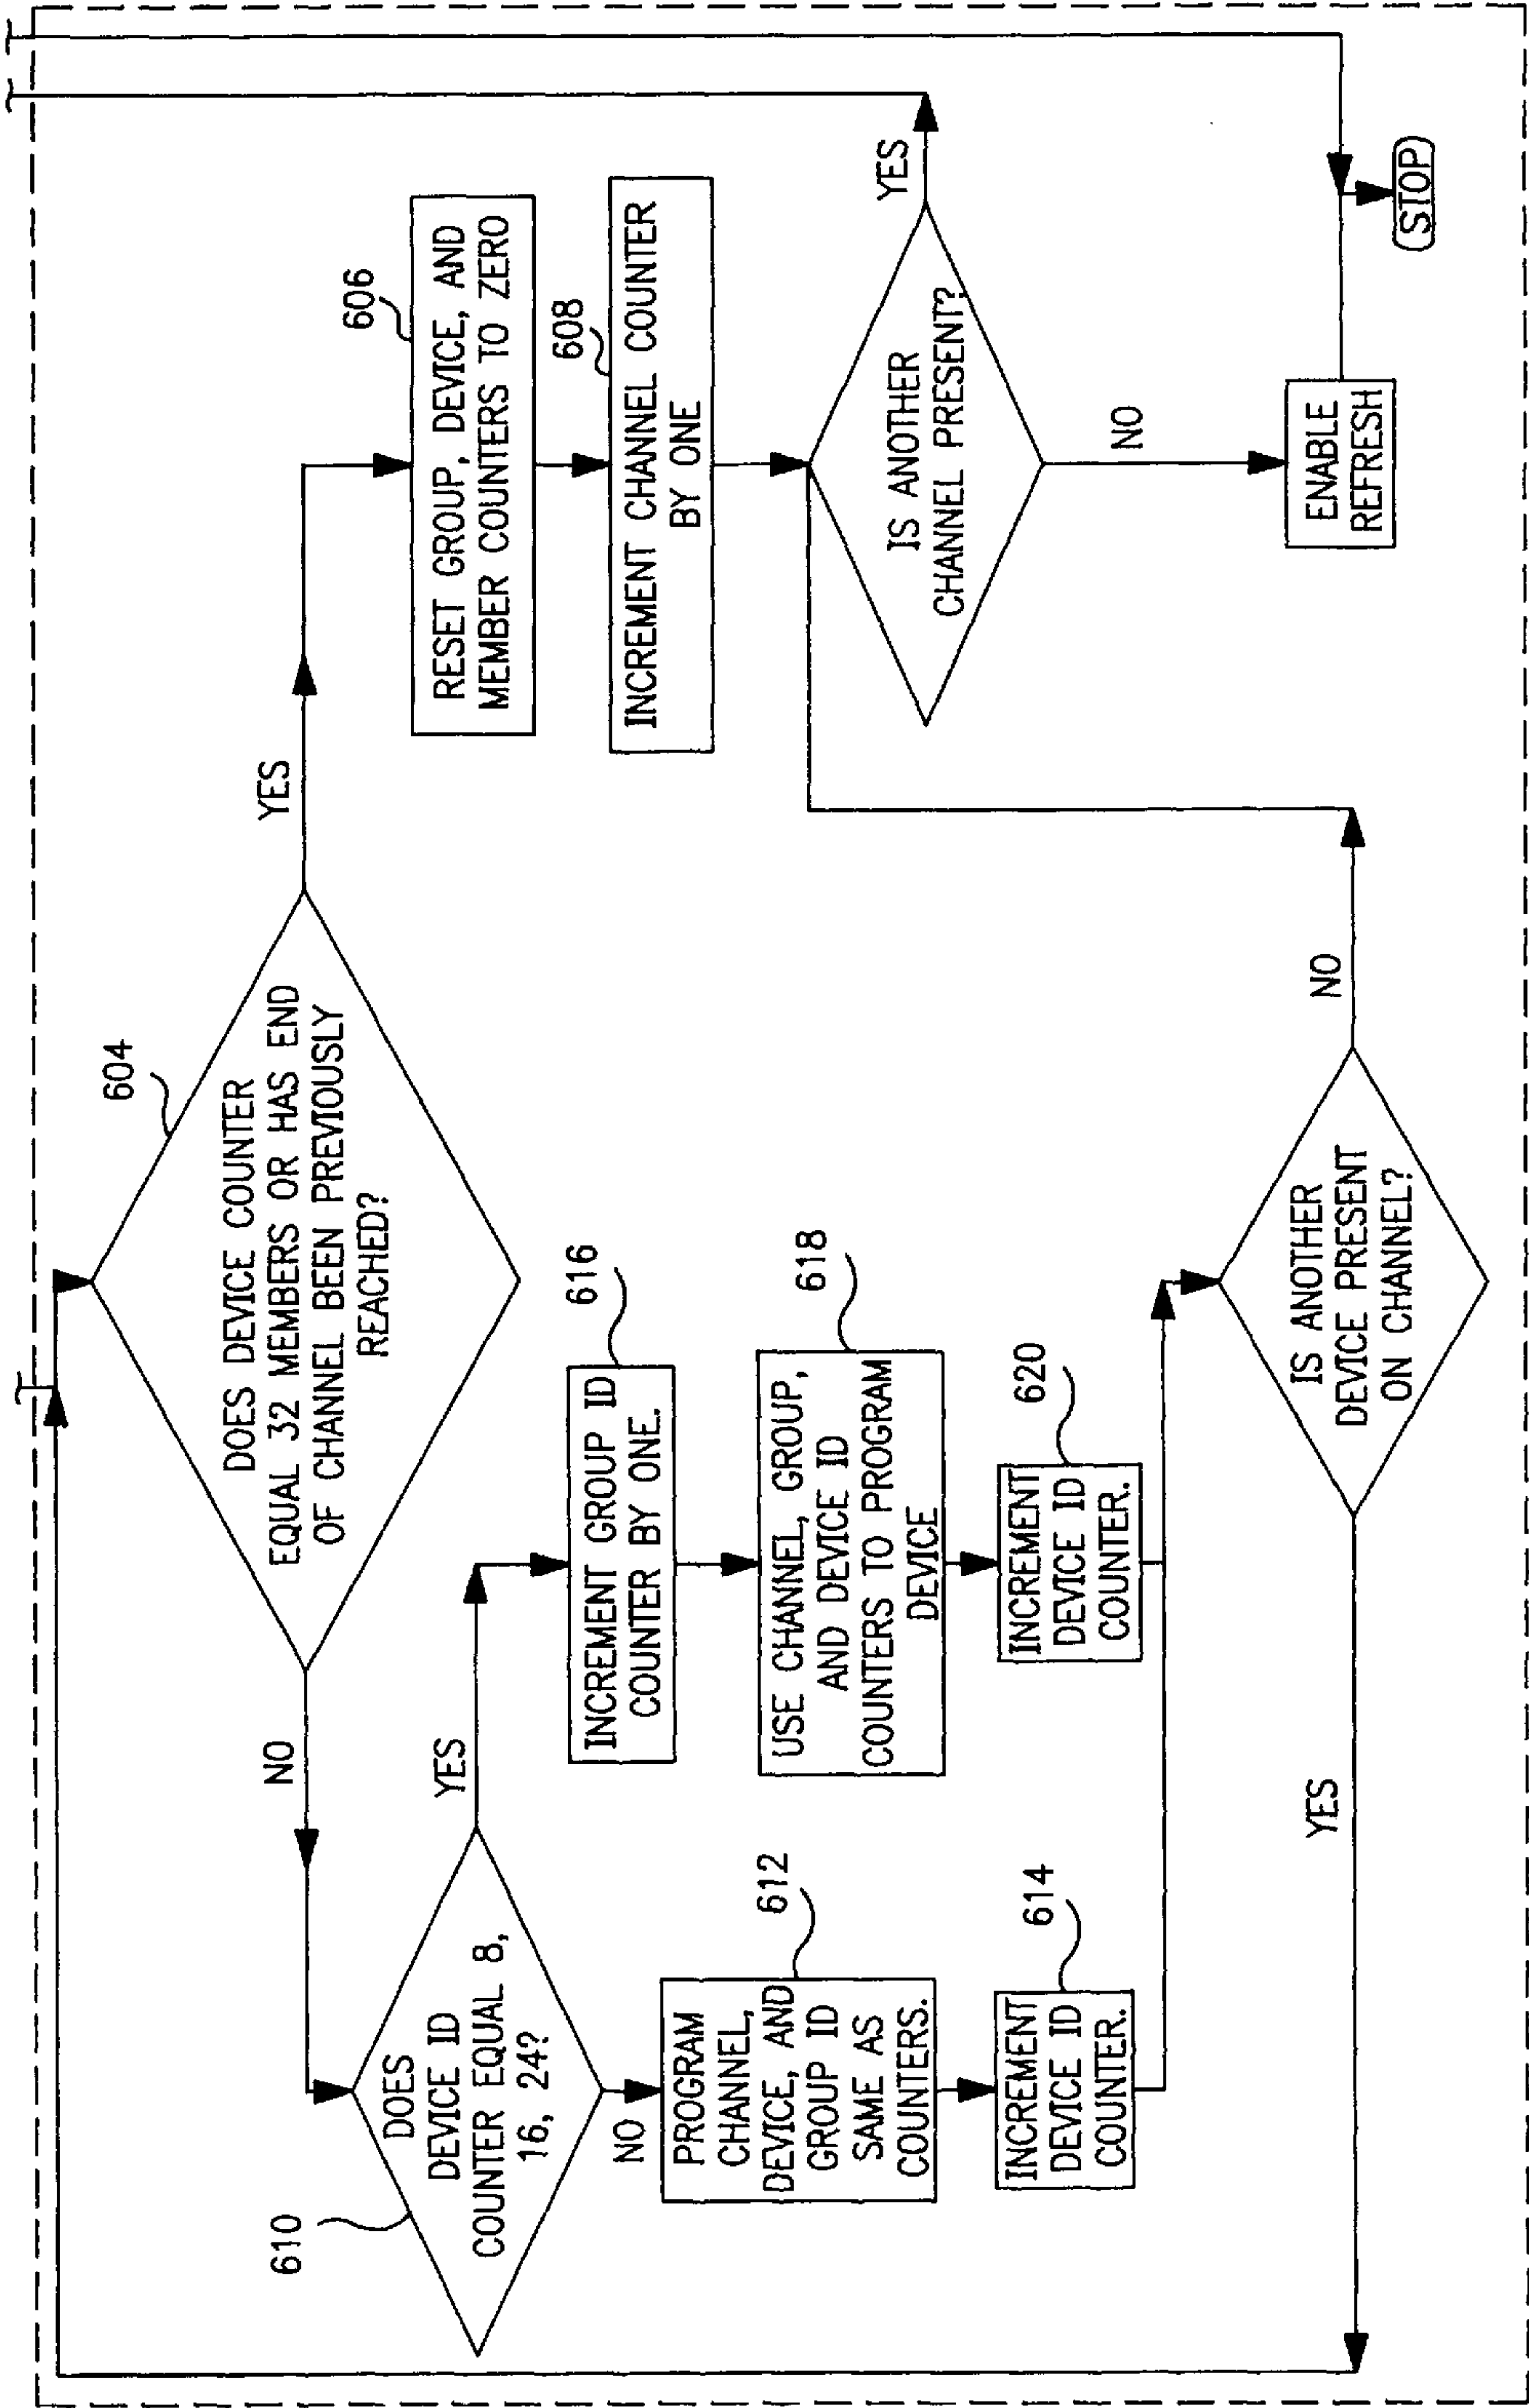 604
DOES DEVICE COUNTER
EQUAL 32 MEMBERS OR HAS END
OF CHANNEL BEEN PREVIOUSLY
REACHED?
NO
YES
610
DOES
DEVICE ID
COUNTER EQUAL 8,
16, 24?
YES
NO
612
PROGRAM
CHANNEL,
DEVICE, AND
GROUP ID
SAME AS
COUNTERS.
614
INCREMENT
DEVICE ID
COUNTER.
616
INCREMENT GROUP ID
COUNTER BY ONE.
618
USE CHANNEL, GROUP,
AND DEVICE ID
COUNTERS TO PROGRAM
DEVICE
620
INCREMENT
DEVICE ID
COUNTER.
IS ANOTHER
DEVICE PRESENT
ON CHANNEL?
YES
NO
606
RESET GROUP, DEVICE, AND
MEMBER COUNTERS TO ZERO
608
INCREMENT CHANNEL COUNTER
BY ONE
IS ANOTHER
CHANNEL PRESENT?
YES
NO
ENABLE
REFRESH
STOP